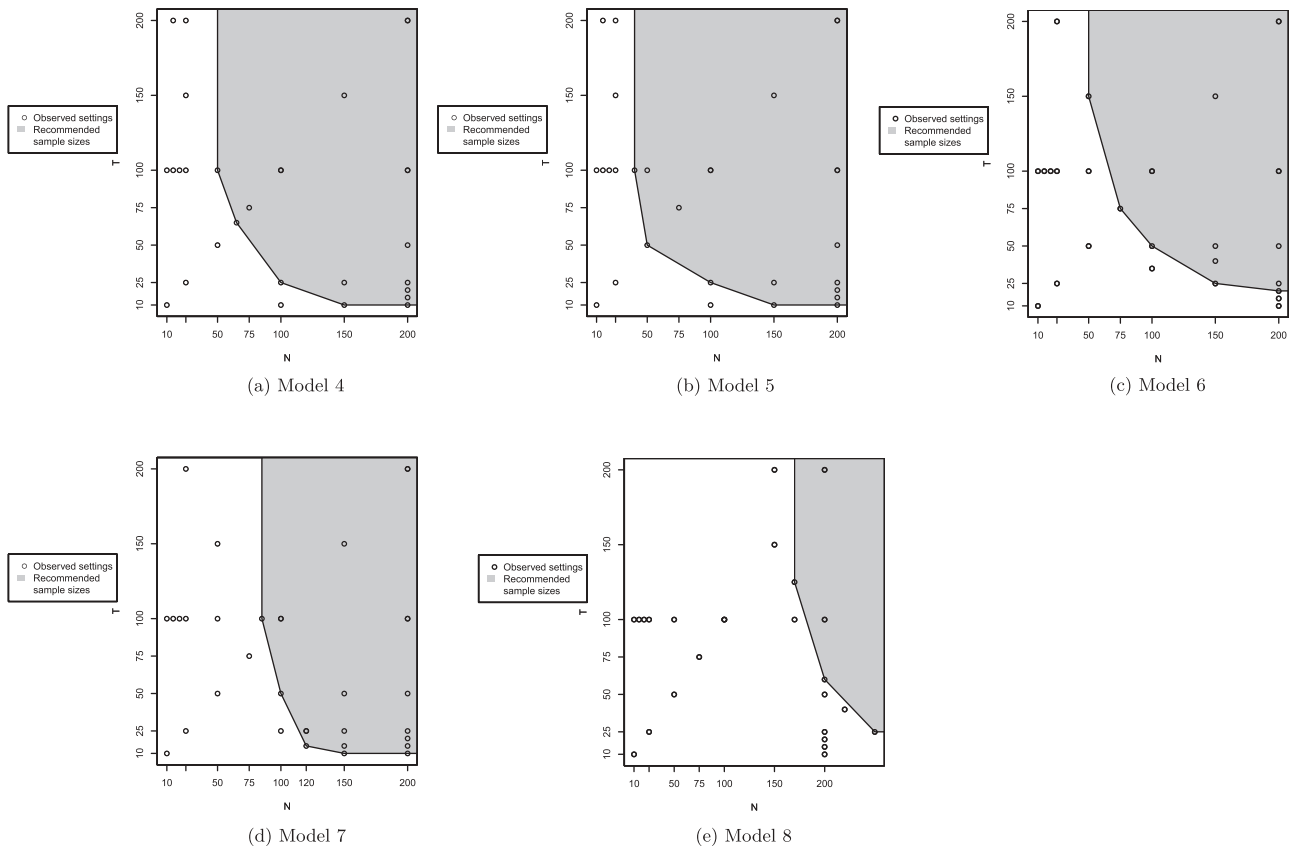 200
150
100
75
50
25
10
T
Observed settings
Recommended
sample sizes
10 50 75 100 150 200
N
(a) Model 4
200
150
100
75
50
25
10
T
Observed settings
Recommended
sample sizes
10 50 75 100 150 200
N
(b) Model 5
200
150
100
75
50
25
10
T
Observed settings
Recommended
sample sizes
10 50 75 100 150 200
N
(c) Model 6
200
150
100
75
50
25
10
T
Observed settings
Recommended
sample sizes
10 50 75 100 120 150 200
N
(d) Model 7
200
150
100
75
50
25
10
T
Observed settings
Recommended
sample sizes
10 50 75 100 200
N
(e) Model 8